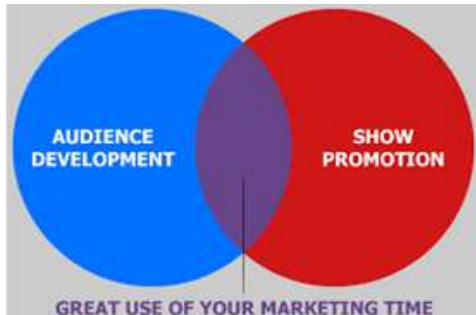 AUDIENCE
DEVELOPMENT
SHOW
PROMOTION
GREAT USE OF YOUR MARKETING TIME